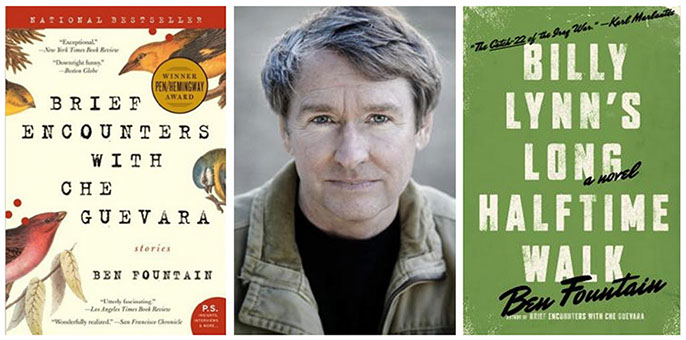 NATIONAL BESTSELLER
"Exceptional."
—New York Times Book Review
"Downright funny."
—Boston Globe
WINNER
PEN/HEMINGWAY
AWARD
BRIEF
ENCOUNTERS
WITH
CHE
GUEVARA
stories
BEN FOUNTAIN
"Utterly fascinating."
—Los Angeles Times Book Review
"Wonderfully realized." —San Francisco Chronicle
P.S.
INSIGHTS,
INTERVIEWS
& MORE...
"The Catch-22 of the Iraq War." —Karl Marlantes
BILLY
LYNN'S
LONG
a novel
HALFTIME
WALK
Ben Fountain
AUTHOR OF BRIEF ENCOUNTERS WITH CHE GUEVARA